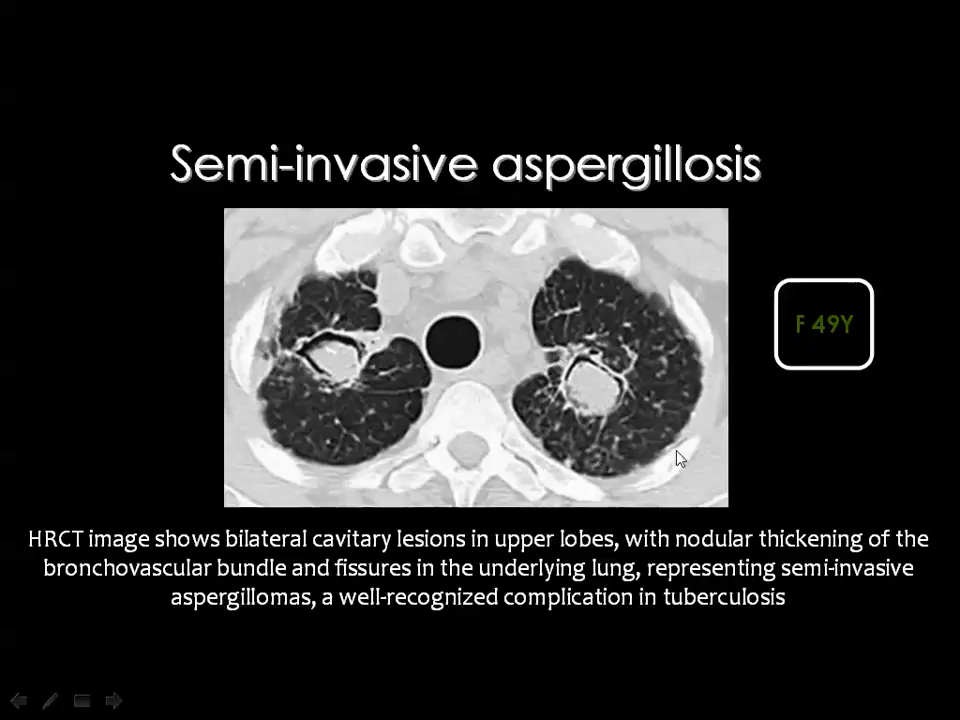 Semi-invasive aspergillosis
F 49Y
HRCT image shows bilateral cavitary lesions in upper lobes, with nodular thickening of the
bronchovascular bundle and fissures in the underlying lung, representing semi-invasive
aspergillomas, a well-recognized complication in tuberculosis